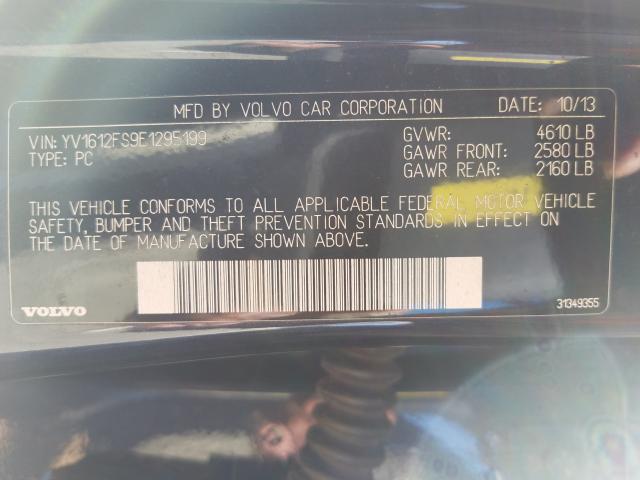 MFD BY VOLVO CAR CORPORATION DATE: 10/13
VIN: YV1612FS9E1295199
TYPE: PC
GVWR: 4610 LB
GAWR FRONT: 2580 LB
GAWR REAR: 2160 LB
THIS VEHICLE CONFORMS TO ALL APPLICABLE FEDERAL MOTOR VEHICLE
SAFETY, BUMPER AND THEFT PREVENTION STANDARDS IN EFFECT ON
THE DATE OF MANUFACTURE SHOWN ABOVE.
VOLVO
31349355